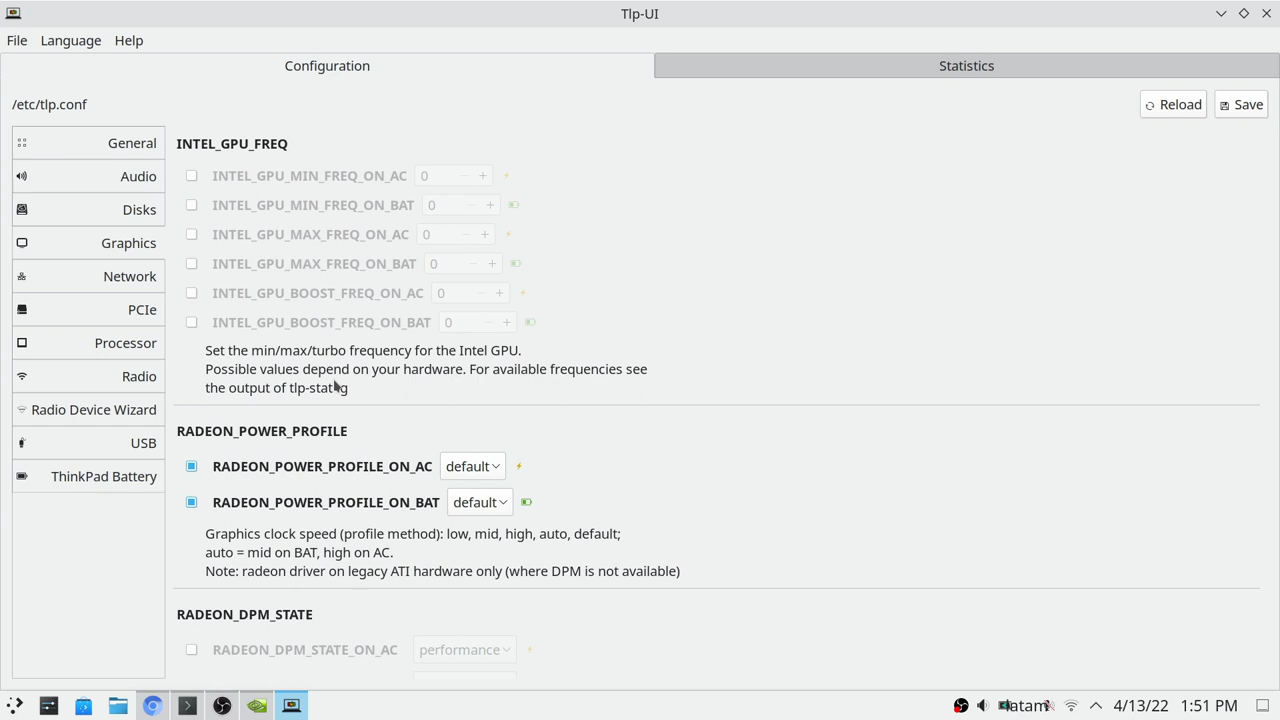 Tlp-UI
File Language Help
Configuration Statistics
/etc/tlp.conf
Reload Save
General
Audio
Disks
Graphics
Network
PCIe
Processor
Radio
Radio Device Wizard
USB
ThinkPad Battery
INTEL_GPU_FREQ
INTEL_GPU_MIN_FREQ_ON_AC 0 − +
INTEL_GPU_MIN_FREQ_ON_BAT 0 − +
INTEL_GPU_MAX_FREQ_ON_AC 0 − +
INTEL_GPU_MAX_FREQ_ON_BAT 0 − +
INTEL_GPU_BOOST_FREQ_ON_AC 0 − +
INTEL_GPU_BOOST_FREQ_ON_BAT 0 − +
Set the min/max/turbo frequency for the Intel GPU.
Possible values depend on your hardware. For available frequencies see
the output of
RADEON_POWER_PROFILE
RADEON_POWER_PROFILE_ON_AC default
RADEON_POWER_PROFILE_ON_BAT default
Graphics clock speed (profile method): low, mid, high, auto, default;
auto = mid on BAT, high on AC.
Note: radeon driver on legacy ATI hardware only (where DPM is not available)
RADEON_DPM_STATE
RADEON_DPM_STATE_ON_AC performance
latam 4/13/22 1:51 PM